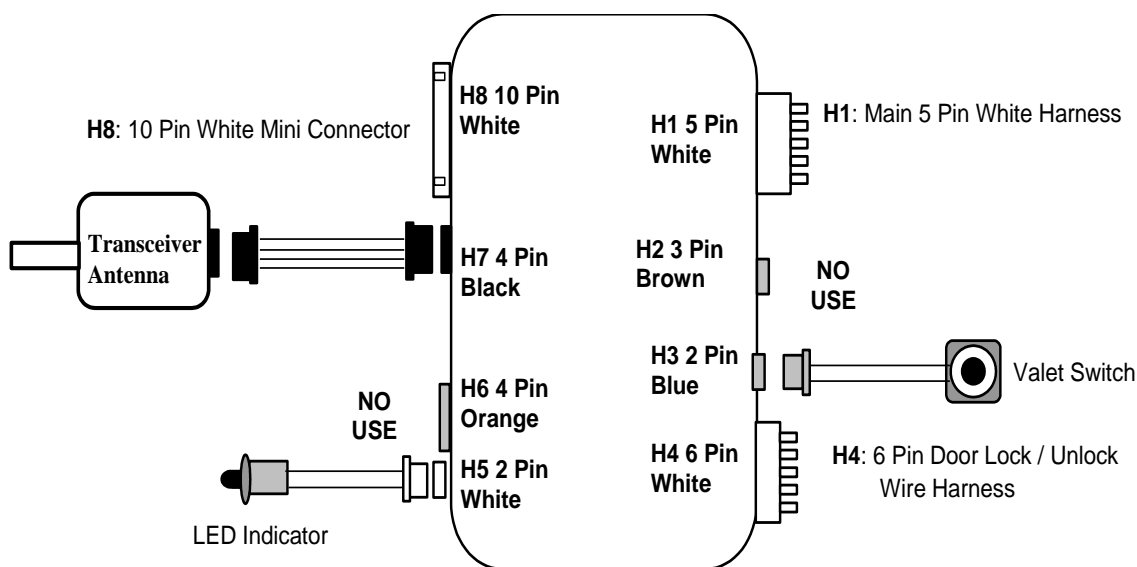 H8: 10 Pin White Mini Connector
H8 10 Pin
White
Transceiver
Antenna
H7 4 Pin
Black
NO
USE
H6 4 Pin
Orange
H5 2 Pin
White
LED Indicator
H1 5 Pin
White
H1: Main 5 Pin White Harness
H2 3 Pin
Brown
NO
USE
H3 2 Pin
Blue
Valet Switch
H4 6 Pin
White
H4: 6 Pin Door Lock / Unlock
Wire Harness